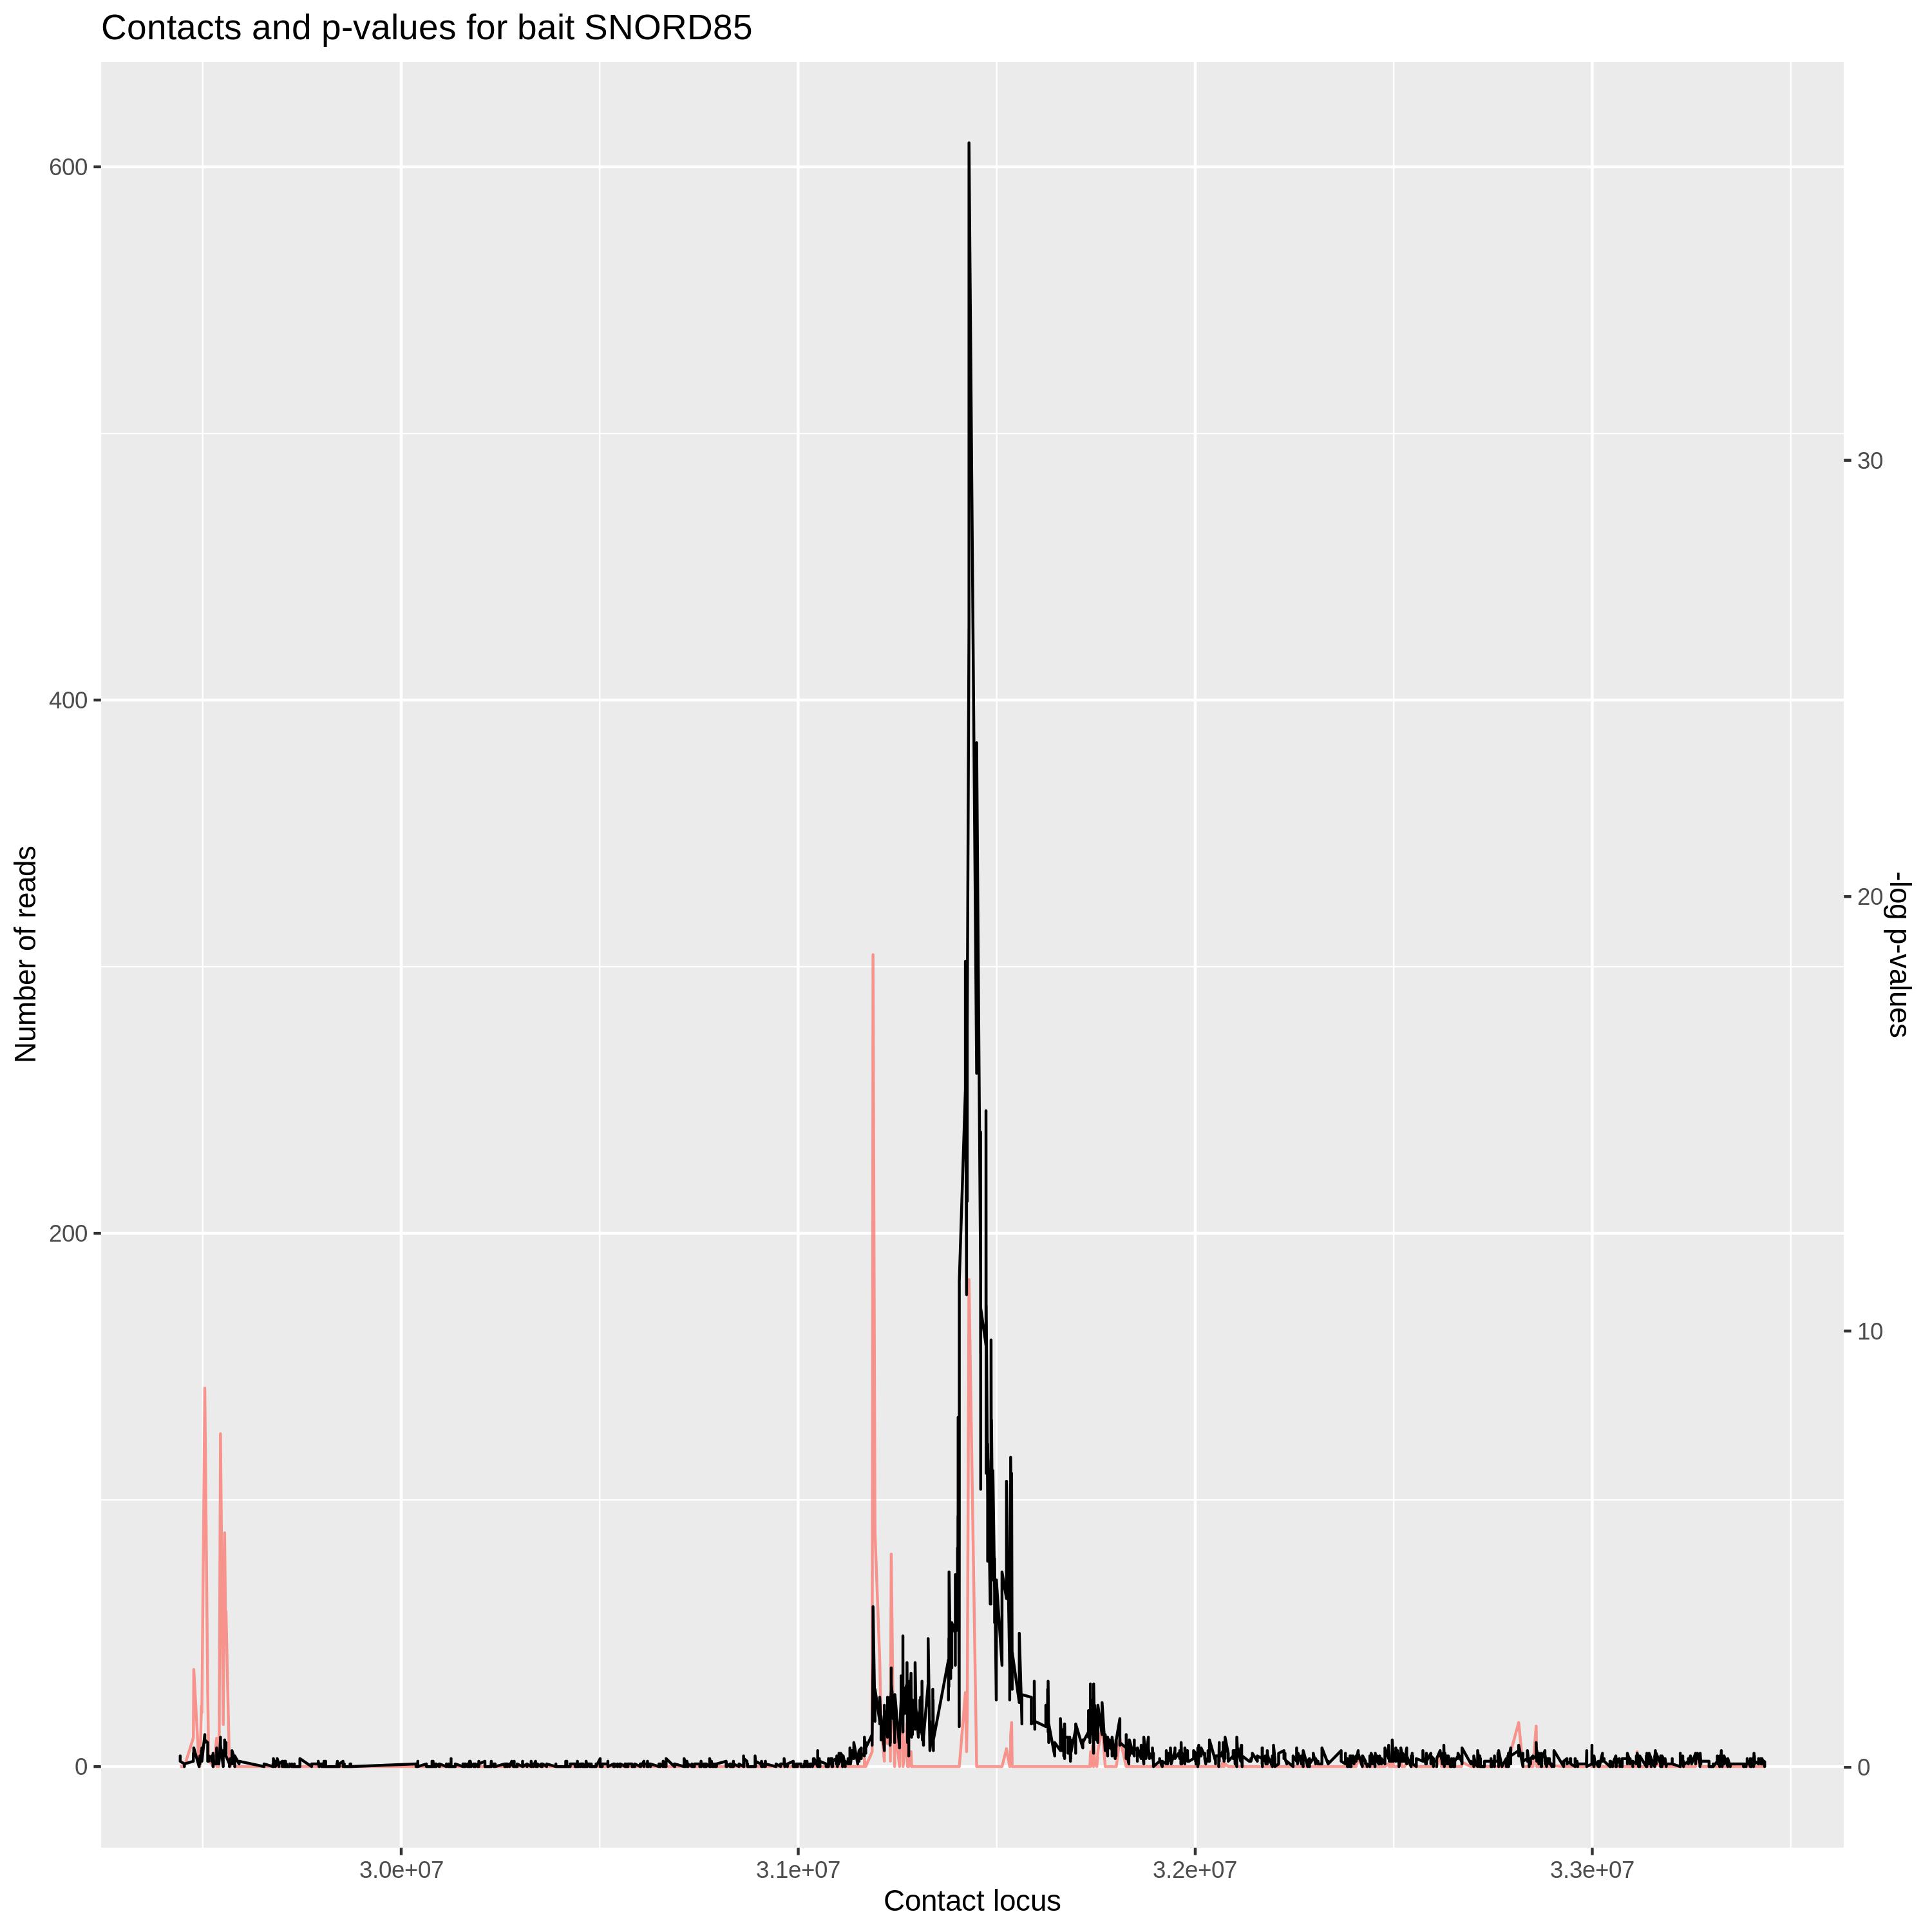 Contacts and p-values for bait SNORD85
600
400
200
0
Number of reads
30
20
10
0
-log p-values
3.0e+07
3.1e+07
3.2e+07
3.3e+07
Contact locus